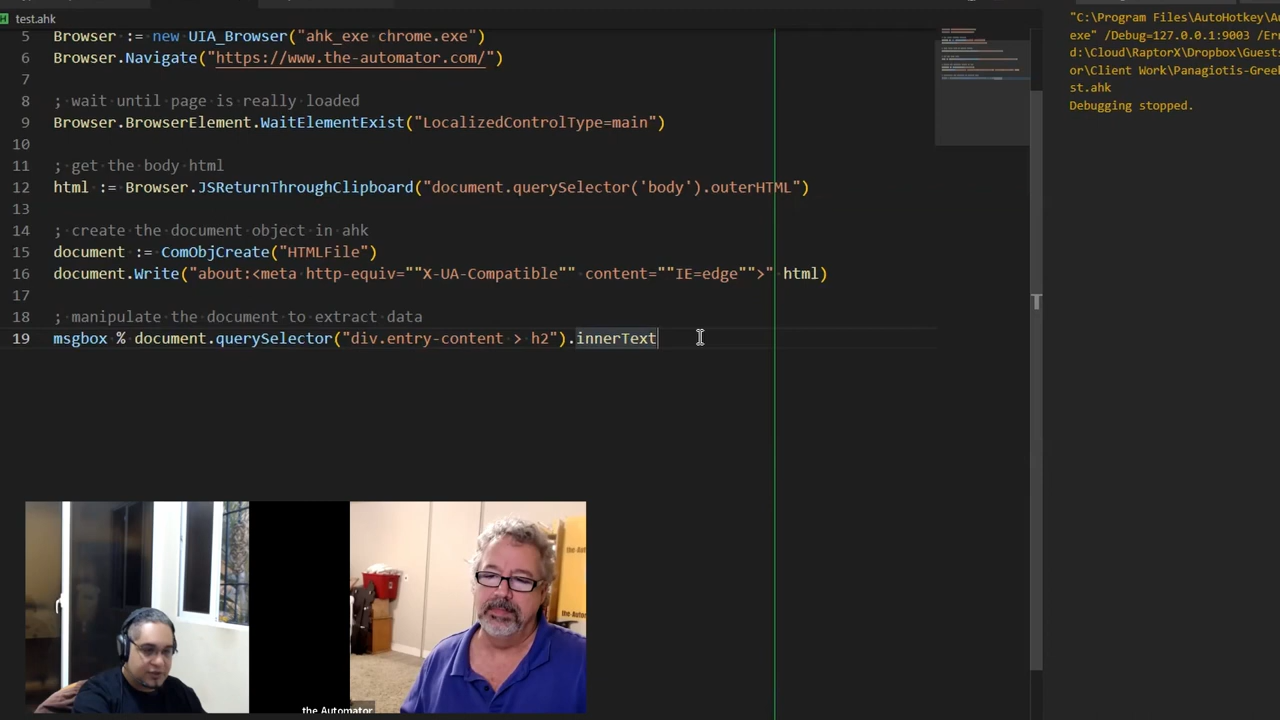 test.ahk
5 Browser := new UIA_Browser("ahk_exe chrome.exe")
6 Browser.Navigate("https://www.the-automator.com/")
7
8 ; wait until page is really loaded
9 Browser.BrowserElement.WaitElementExist("LocalizedControlType=main")
10
11 ; get the body html
12 html := Browser.JSReturnThroughClipboard("document.querySelector('body').outerHTML")
13
14 ; create the document object in ahk
15 document := ComObjCreate("HTMLFile")
16 document.Write("about:<meta http-equiv=""X-UA-Compatible"" content=""IE=edge"">" html)
17
18 ; manipulate the document to extract data
19 msgbox % document.querySelector("div.entry-content > h2").innerText
"C:\Program Files\AutoHotkey\Au
exe" /Debug=127.0.0.1:9003 /Er
d:\Cloud\RaptorX\Dropbox\Guests
or\Client Work\Panagiotis-Gree
st.ahk
Debugging stopped.
the Automator